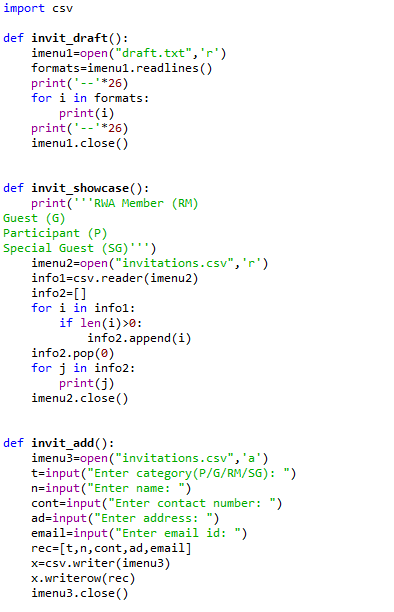 import csv

def invit_draft():
    imenu1=open("draft.txt",'r')
    formats=imenu1.readlines()
    print('--'*26)
    for i in formats:
        print(i)
    print('--'*26)
    imenu1.close()


def invit_showcase():
    print('''RWA Member (RM)
Guest (G)
Participant (P)
Special Guest (SG)''')
    imenu2=open("invitations.csv",'r')
    info1=csv.reader(imenu2)
    info2=[]
    for i in info1:
        if len(i)>0:
            info2.append(i)
    info2.pop(0)
    for j in info2:
        print(j)
    imenu2.close()


def invit_add():
    imenu3=open("invitations.csv",'a')
    t=input("Enter category(P/G/RM/SG): ")
    n=input("Enter name: ")
    cont=input("Enter contact number: ")
    ad=input("Enter address: ")
    email=input("Enter email id: ")
    rec=[t,n,cont,ad,email]
    x=csv.writer(imenu3)
    x.writerow(rec)
    imenu3.close()